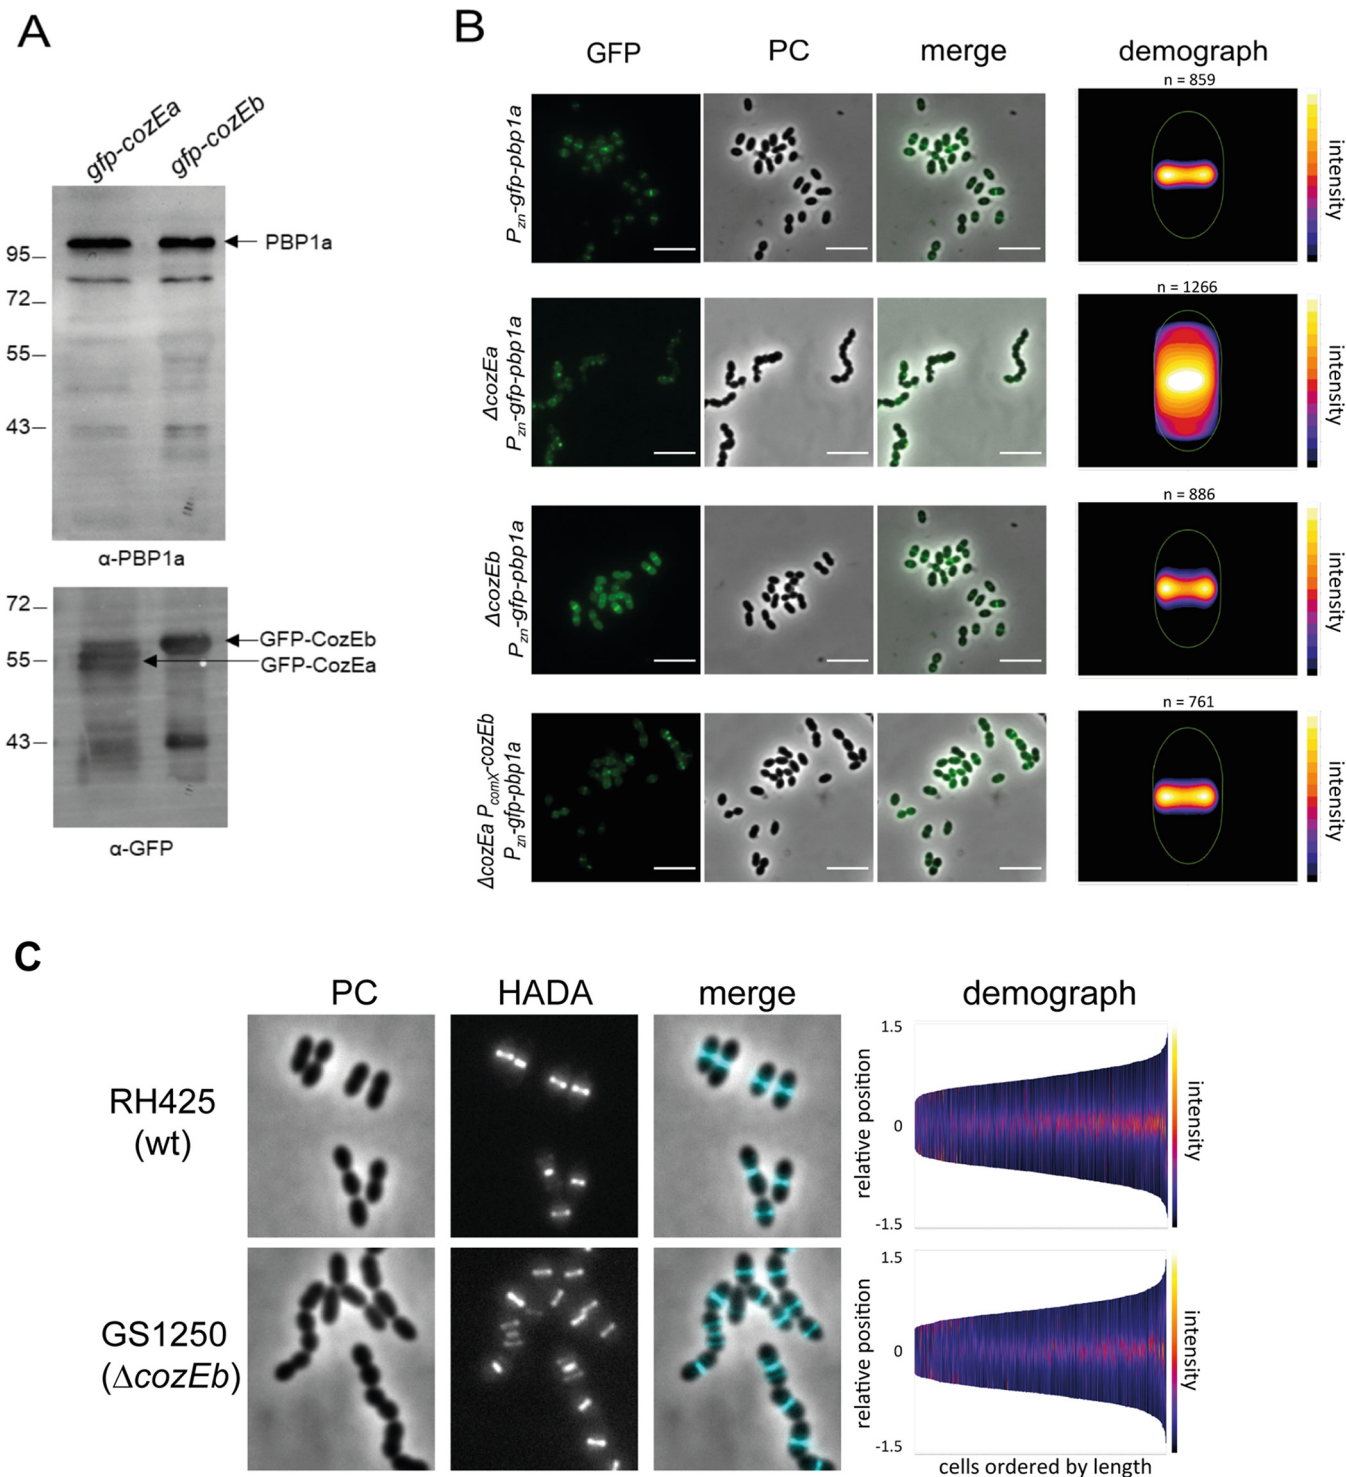 A
gfp-cozEa
gfp-cozEb
95
72
55
43
PBP1a
α-PBP1a
72
55
43
GFP-CozEb
GFP-CozEa
α-GFP
B
GFP
PC
merge
demograph
Pzn-gfp-pbp1a
n = 859
intensity
ΔcozEa
Pzn-gfp-pbp1a
n = 1266
intensity
ΔcozEb
Pzn-gfp-pbp1a
n = 886
intensity
ΔcozEa PcomX-cozEb
Pzn-gfp-pbp1a
n = 761
intensity
C
PC
HADA
merge
demograph
RH425
(wt)
relative position
1.5
0
-1.5
intensity
GS1250
(ΔcozEb)
relative position
1.5
0
-1.5
intensity
cells ordered by length